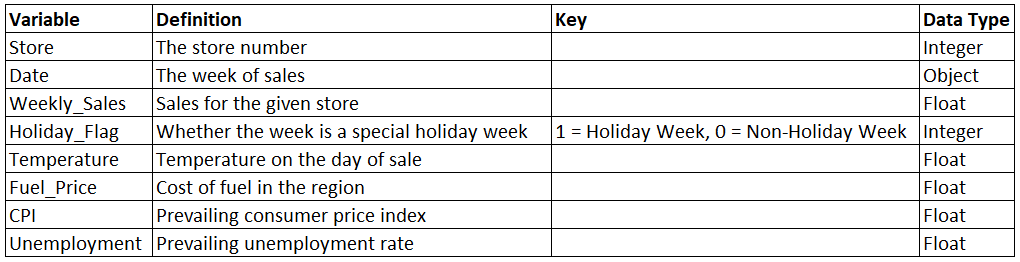 Variable Definition Key Data Type
Store The store number Integer
Date The week of sales Object
Weekly_Sales Sales for the given store Float
Holiday_Flag Whether the week is a special holiday week 1 = Holiday Week, 0 = Non-Holiday Week Integer
Temperature Temperature on the day of sale Float
Fuel_Price Cost of fuel in the region Float
CPI Prevailing consumer price index Float
Unemployment Prevailing unemployment rate Float